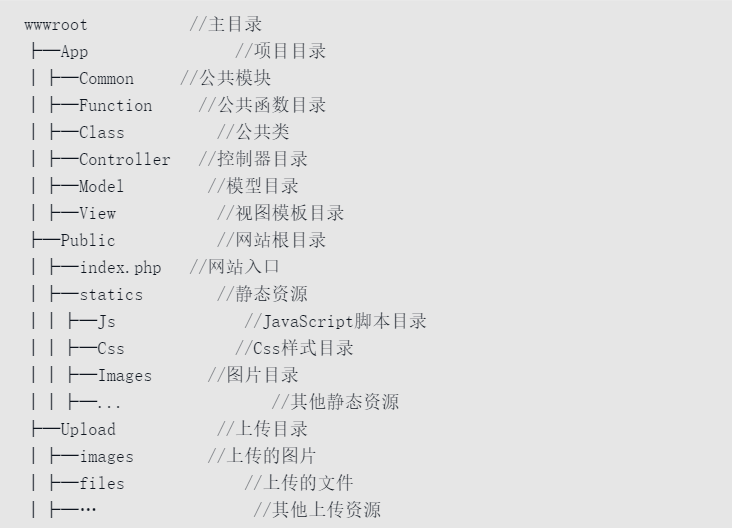 wwwroot //主目录
├─App //项目目录
│ ├─Common //公共模块
│ ├─Function //公共函数目录
│ ├─Class //公共类
│ ├─Controller //控制器目录
│ ├─Model //模型目录
│ ├─View //视图模板目录
├─Public //网站根目录
│ ├─index.php //网站入口
│ ├─statics //静态资源
│ │ ├─Js //JavaScript脚本目录
│ │ ├─Css //Css样式目录
│ │ ├─Images //图片目录
│ │ ├─... //其他静态资源
├─Upload //上传目录
│ ├─images //上传的图片
│ ├─files //上传的文件
│ ├─… //其他上传资源